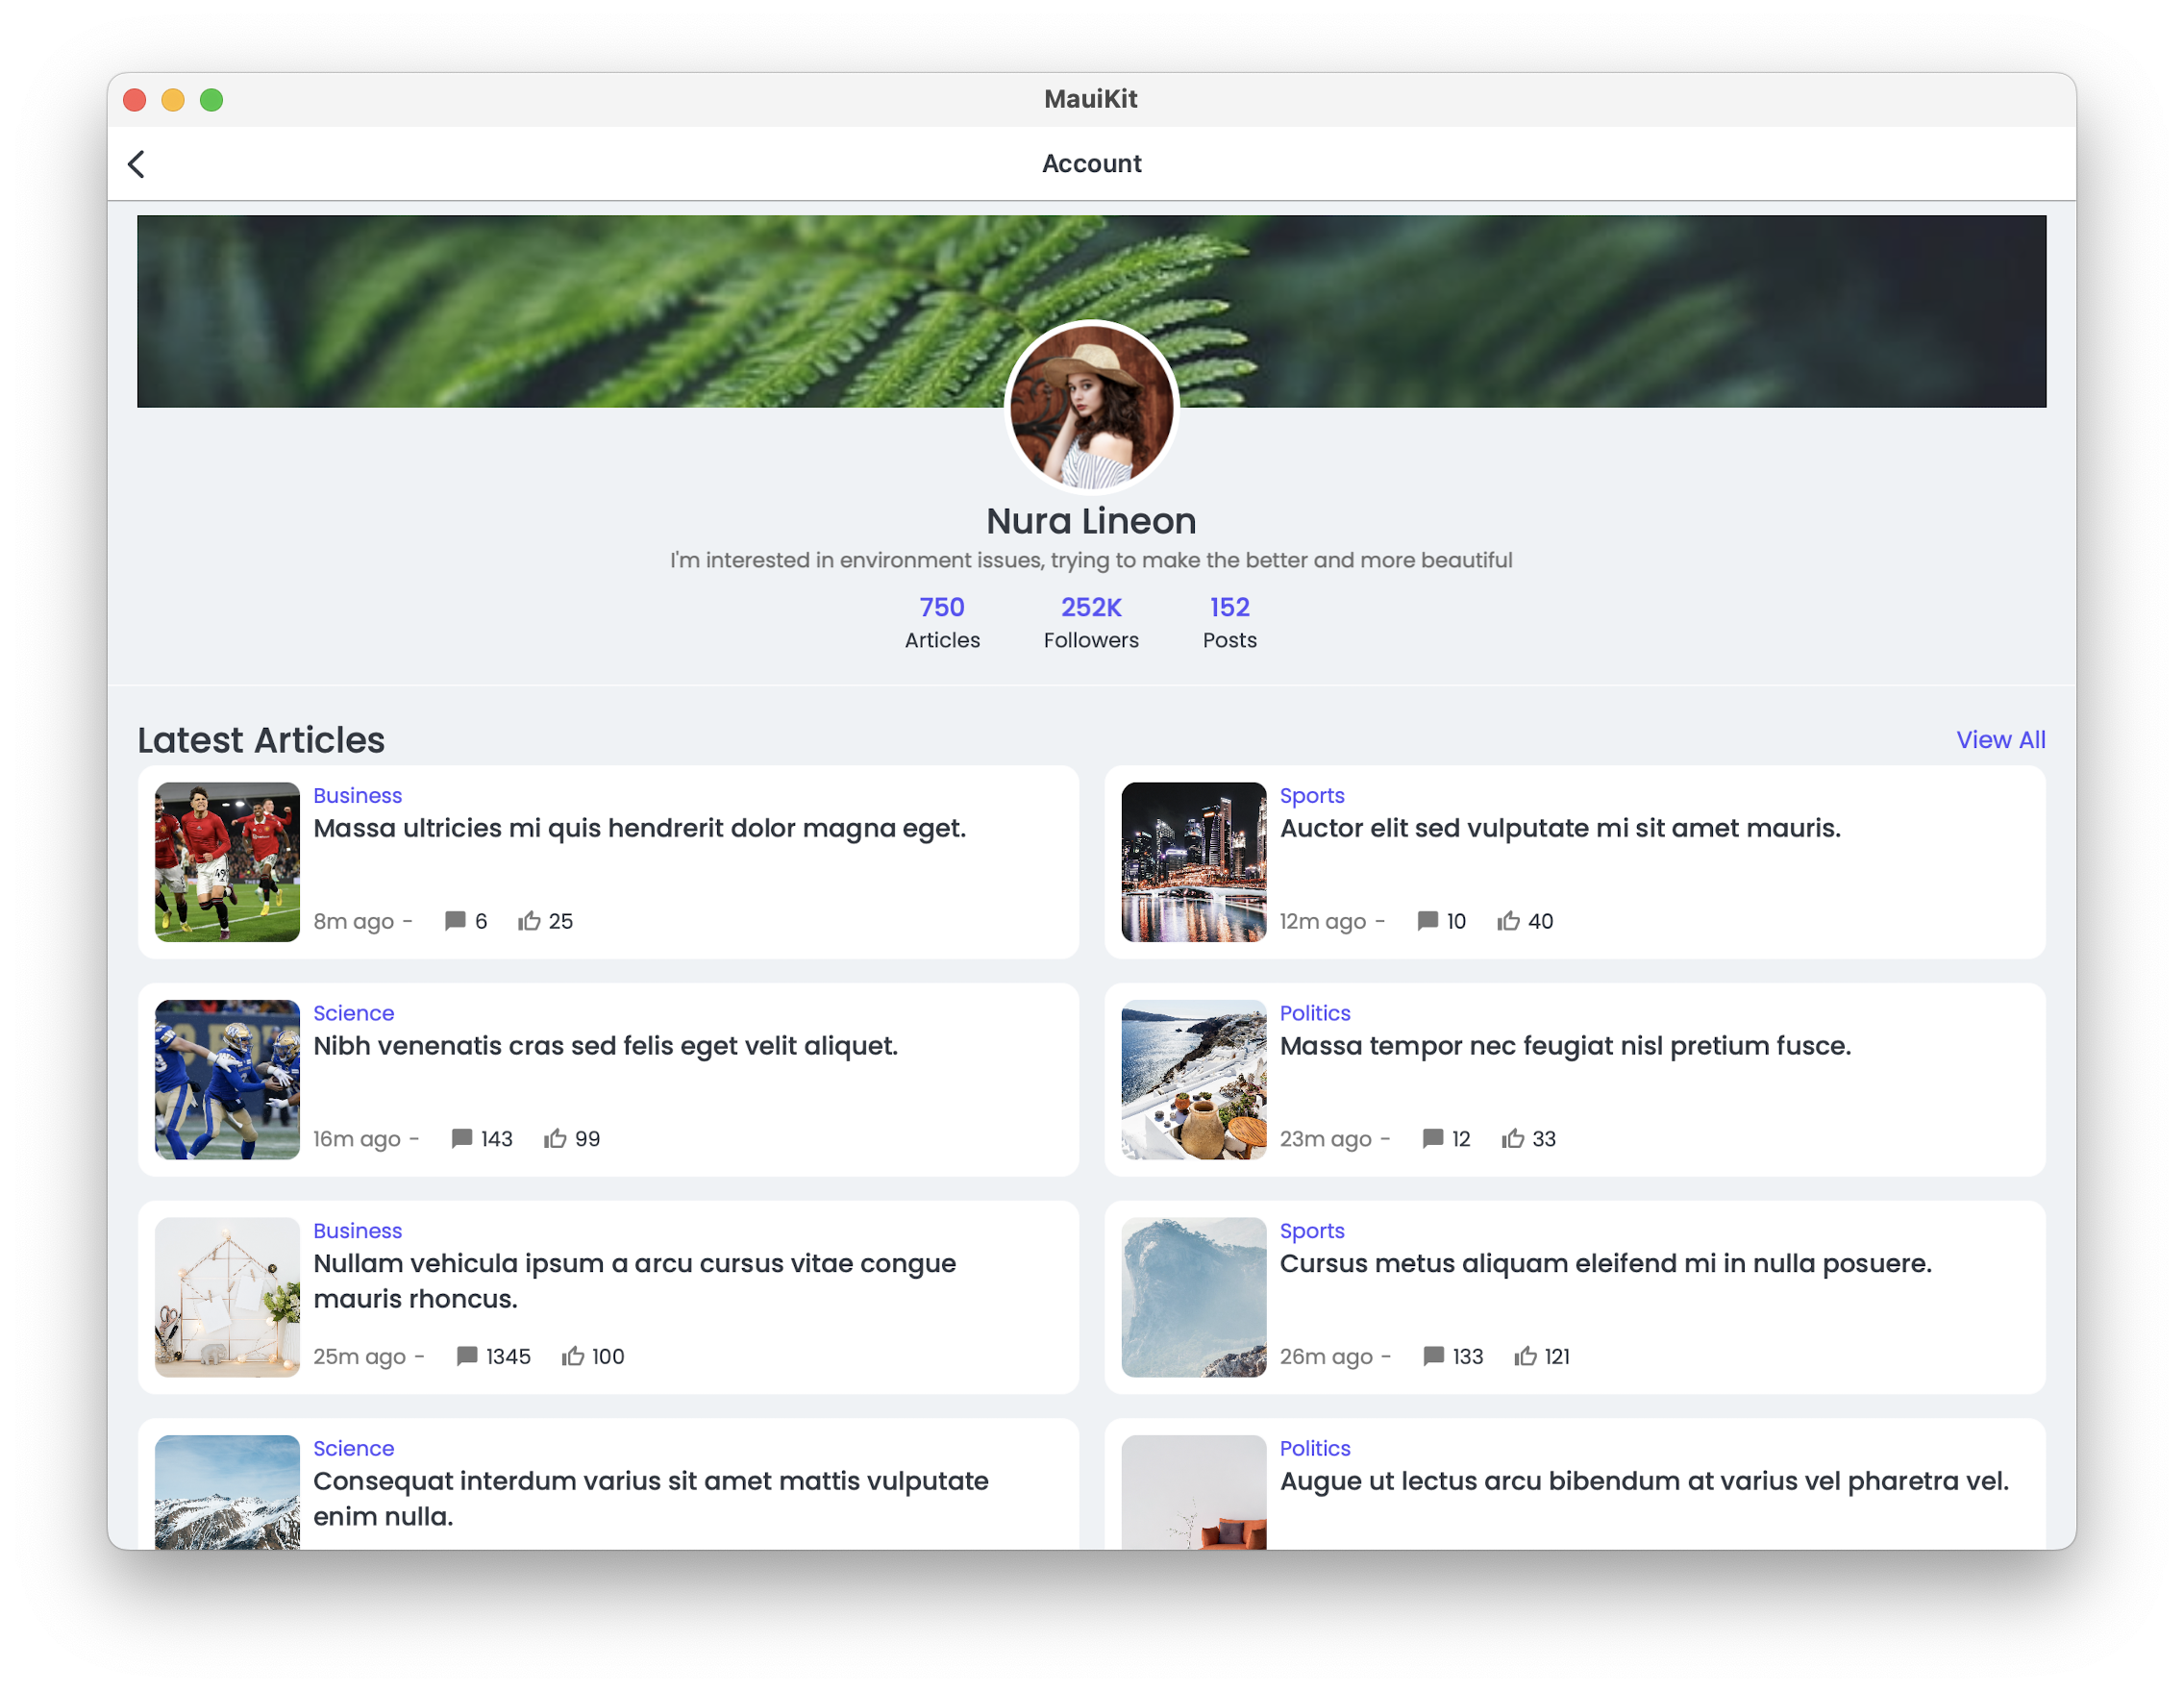 MauiKit
Account
Nura Lineon
I'm interested in environment issues, trying to make the better and more beautiful
750
Articles
252K
Followers
152
Posts
Latest Articles
View All
Business
Massa ultricies mi quis hendrerit dolor magna eget.
8m ago - 6 25
Sports
Auctor elit sed vulputate mi sit amet mauris.
12m ago - 10 40
Science
Nibh venenatis cras sed felis eget velit aliquet.
16m ago - 143 99
Politics
Massa tempor nec feugiat nisl pretium fusce.
23m ago - 12 33
Business
Nullam vehicula ipsum a arcu cursus vitae congue
mauris rhoncus.
25m ago - 1345 100
Sports
Cursus metus aliquam eleifend mi in nulla posuere.
26m ago - 133 121
Science
Consequat interdum varius sit amet mattis vulputate
enim nulla.
Politics
Augue ut lectus arcu bibendum at varius vel pharetra vel.